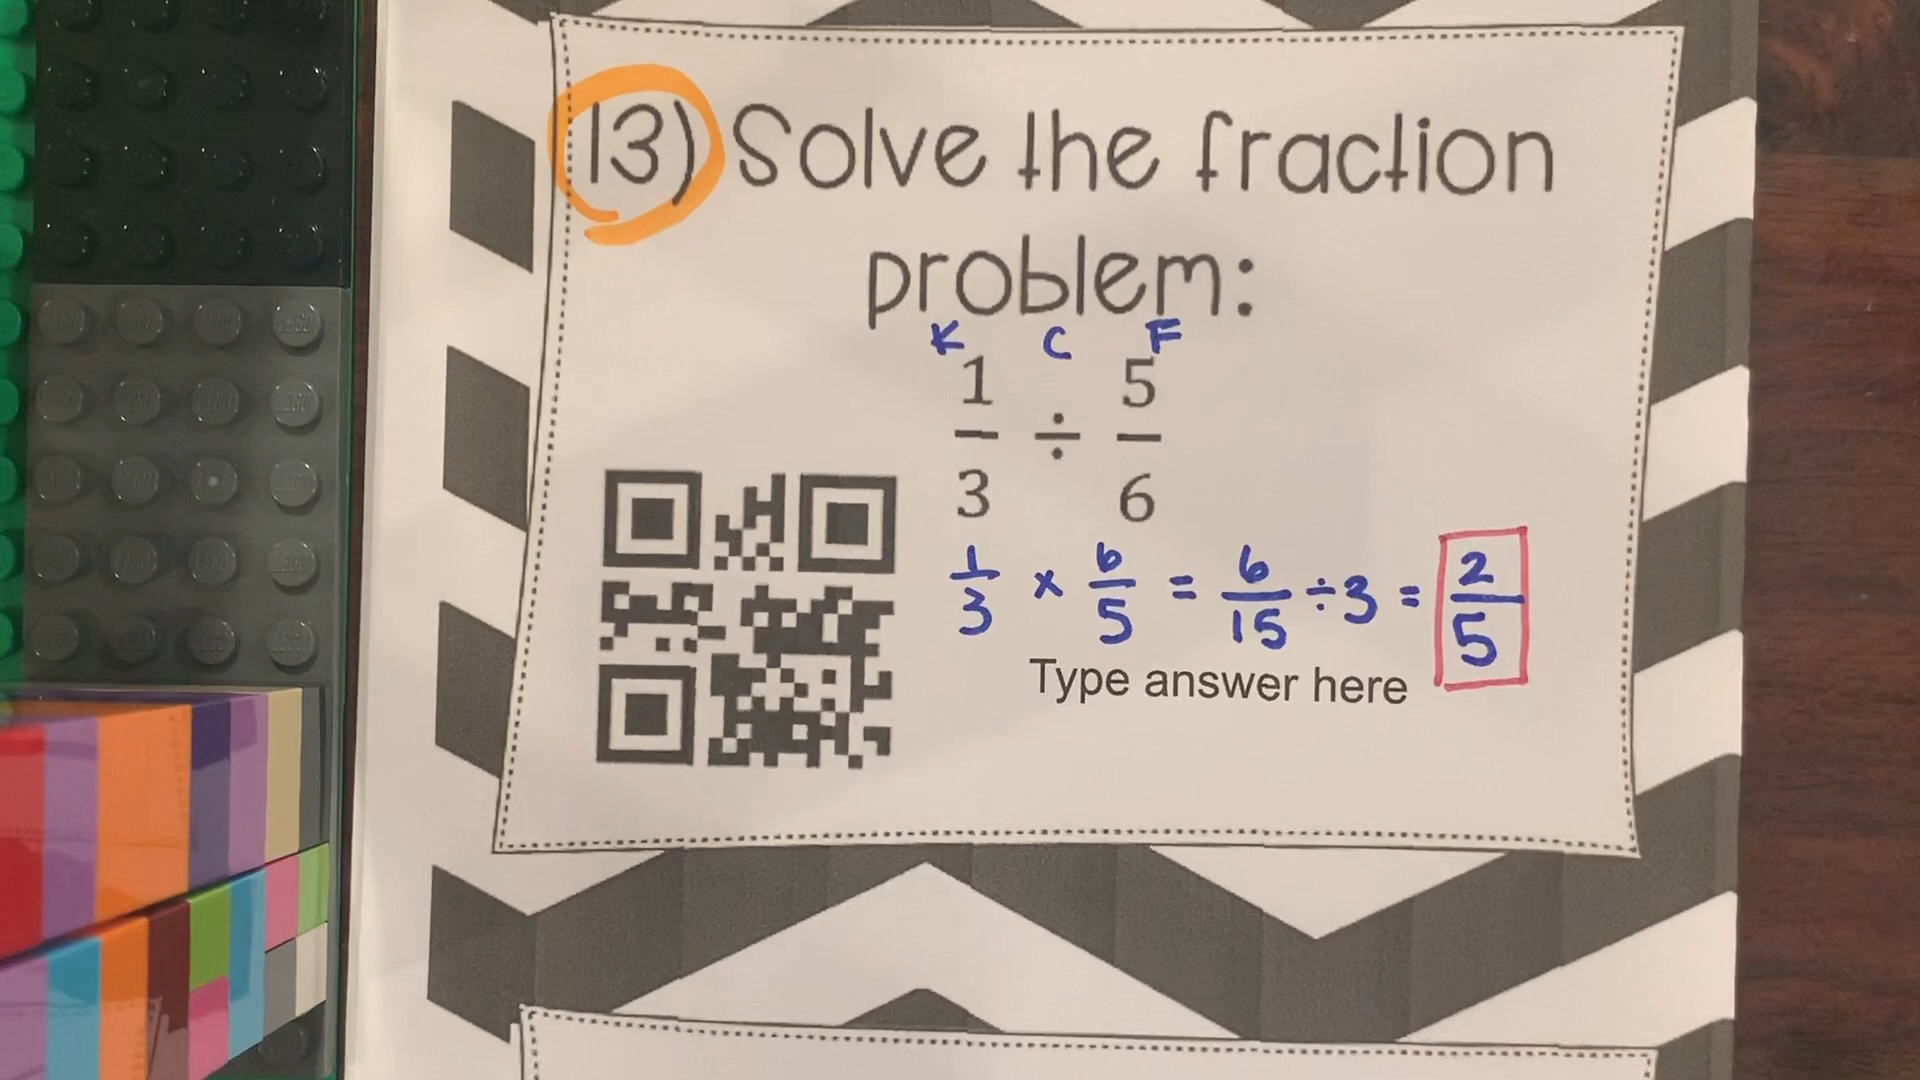 13) Solve the fraction
problem:
K C F
1/3 ÷ 5/6
1/3 x 6/5 = 6/15 ÷ 3 = 2/5
Type answer here